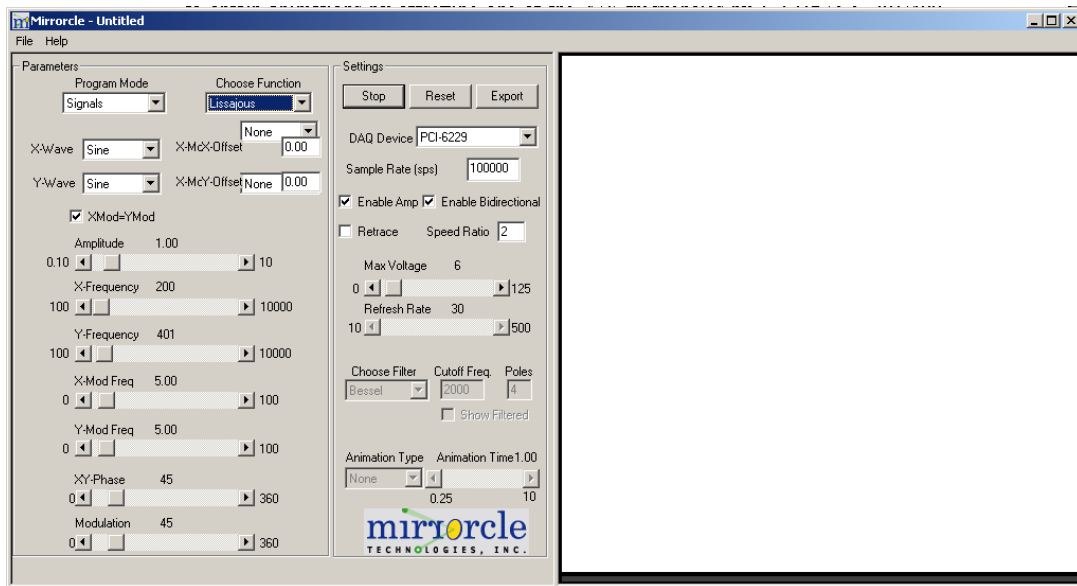 Mirrorcle - Untitled
File Help
Parameters
Program Mode Choose Function
Signals Lissajous
None
X-Wave Sine X-McX-Offset 0.00
Y-Wave Sine X-McY-Offset None 0.00
XMod=YMod
Amplitude 1.00
0.10 10
X-Frequency 200
100 10000
Y-Frequency 401
100 10000
X-Mod Freq 5.00
0 100
Y-Mod Freq 5.00
0 100
XY-Phase 45
0 360
Modulation 45
0 360
Settings
Stop Reset Export
DAQ Device PCI-6229
Sample Rate (sps) 100000
Enable Amp Enable Bidirectional
Retrace Speed Ratio 2
Max Voltage 6
0 125
Refresh Rate 30
10 500
Choose Filter Cutoff Freq. Poles
Bessel 2000 4
Show Filtered
Animation Type Animation Time 1.00
None
0.25 10
mirrorcle
TECHNOLOGIES, INC.